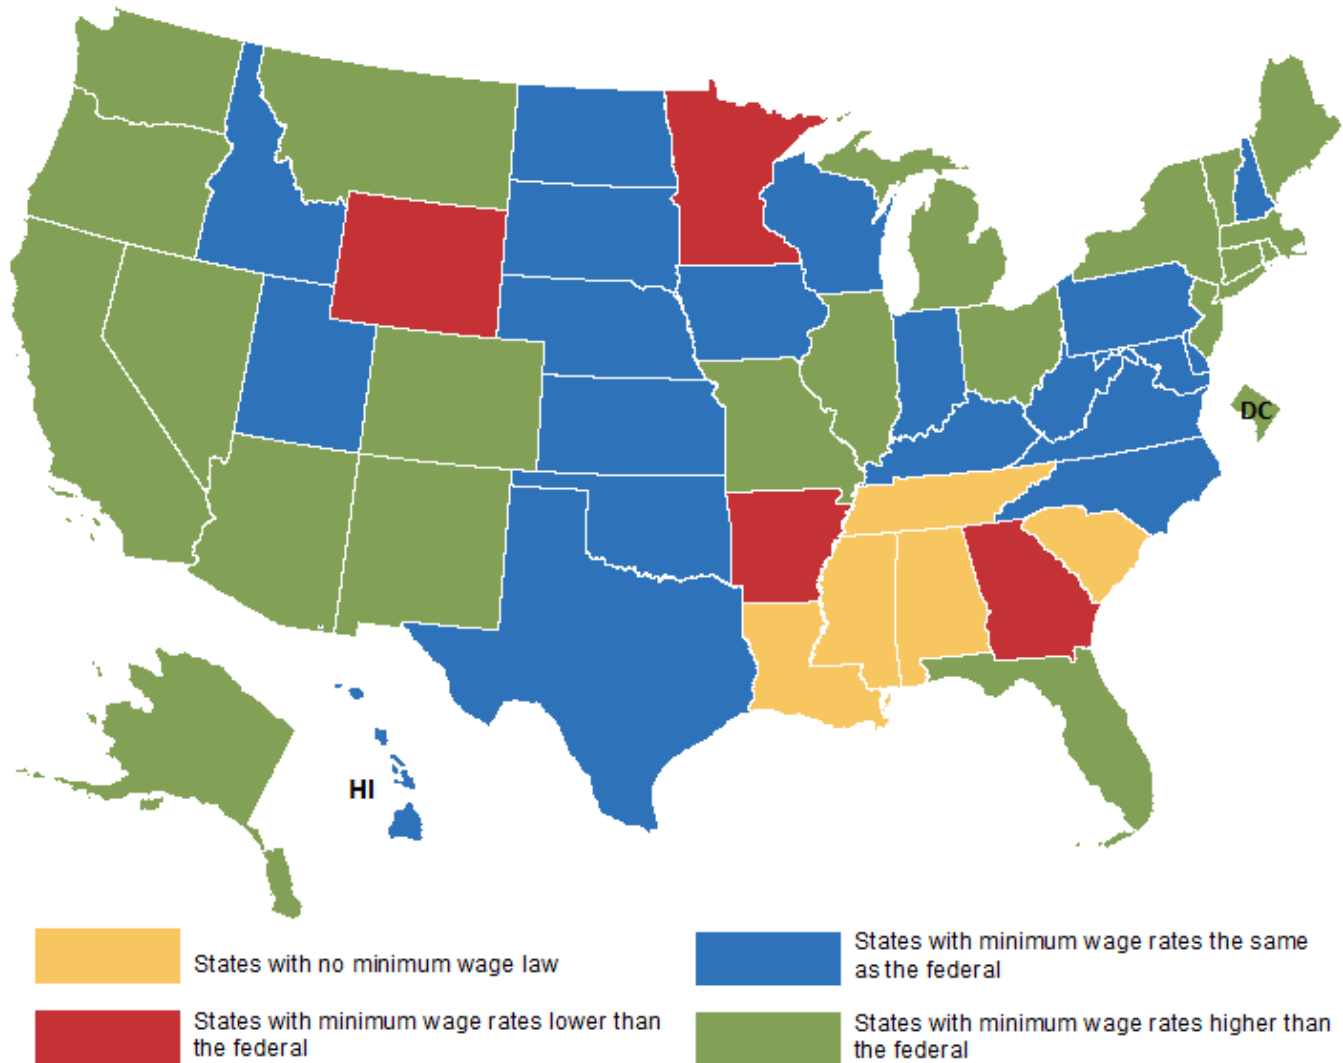 DC
HI
States with no minimum wage law
States with minimum wage rates the same
as the federal
States with minimum wage rates lower than
the federal
States with minimum wage rates higher than
the federal